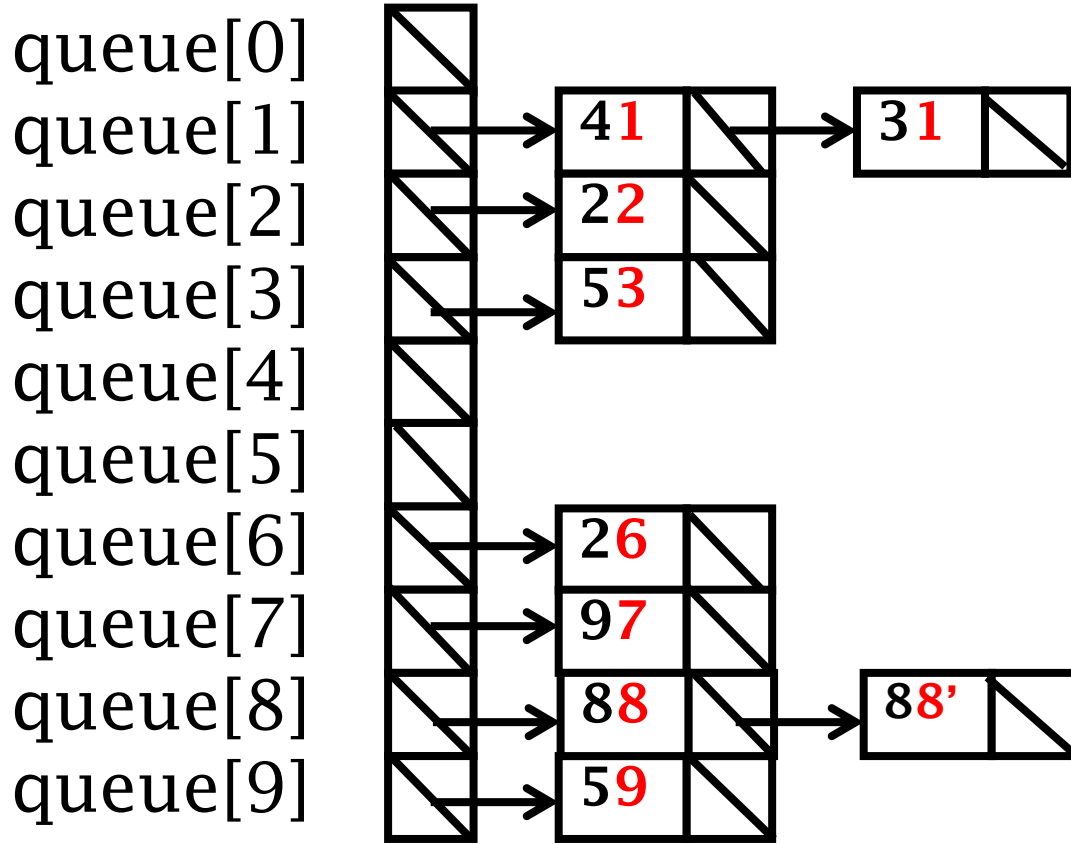 queue[0]
queue[1] 41 31
queue[2] 22
queue[3] 53
queue[4]
queue[5]
queue[6] 26
queue[7] 97
queue[8] 88 88’
queue[9] 59